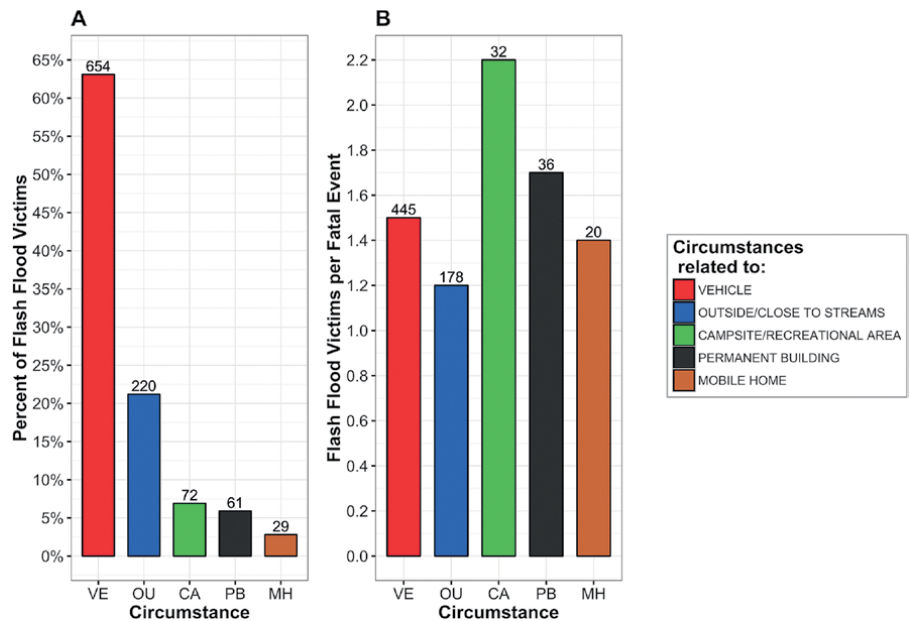 A
Percent of Flash Flood Victims
65%
60%
55%
50%
45%
40%
35%
30%
25%
20%
15%
10%
5%
0%
654
220
72
61
29
VE OU CA PB MH
Circumstance
B
Flash Flood Victims per Fatal Event
2.2
2.0
1.8
1.6
1.4
1.2
1.0
0.8
0.6
0.4
0.2
0.0
445
178
32
36
20
VE OU CA PB MH
Circumstance
Circumstances
related to:
VEHICLE
OUTSIDE/CLOSE TO STREAMS
CAMPSITE/RECREATIONAL AREA
PERMANENT BUILDING
MOBILE HOME